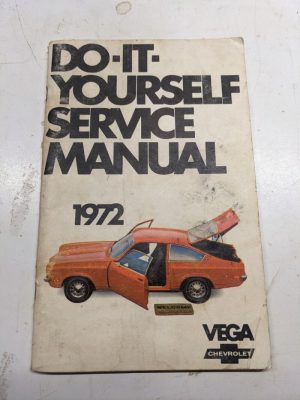 DO-IT-
YOURSELF
SERVICE
MANUAL
1972
VEGA
CHEVROLET